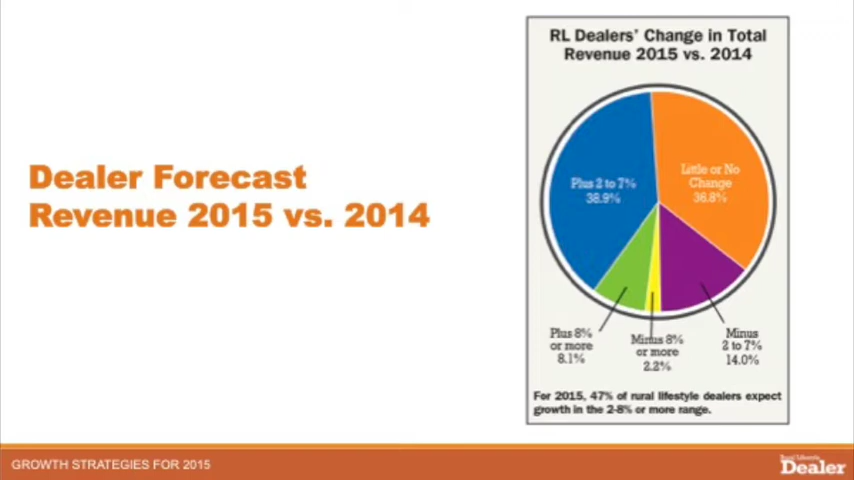 RL Dealers' Change in Total
Revenue 2015 vs. 2014
Dealer Forecast
Revenue 2015 vs. 2014
Plus 2 to 7%
38.9%
Little or No
Change
36.8%
Plus 8%
or more
8.1%
Minus 8%
or more
2.2%
Minus
2 to 7%
14.0%
For 2015, 47% of rural lifestyle dealers expect
growth in the 2-8% or more range.
GROWTH STRATEGIES FOR 2015
Rural Lifestyle
Dealer